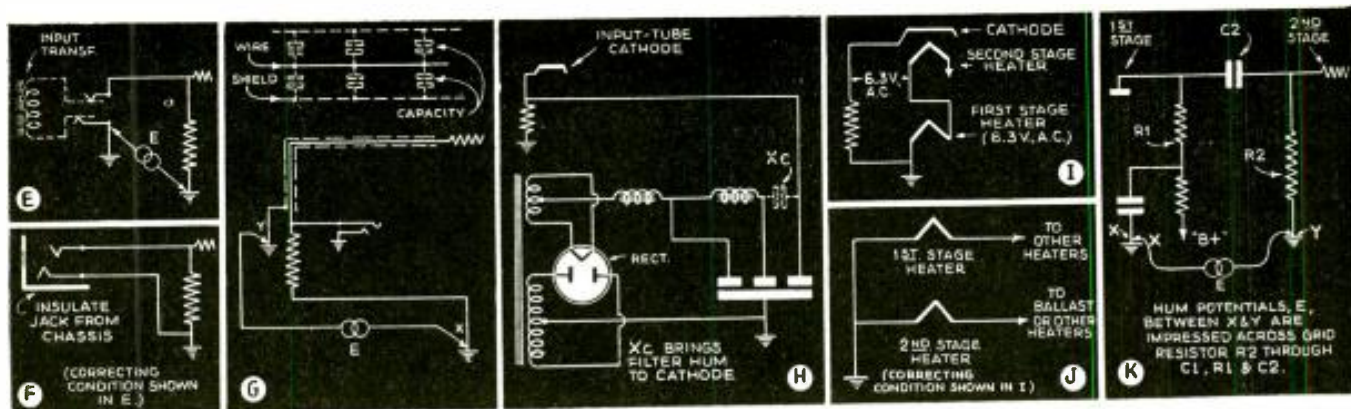 INPUT
TRANSF.
E
E
INSULATE
JACK FROM
CHASSIS
(CORRECTING
CONDITION SHOWN
IN E.)
F
WIRE
SHIELD
CAPACITY
Y
X
E
G
INPUT-TUBE
CATHODE
XC
RECT.
XC BRINGS
FILTER HUM
TO CATHODE
H
CATHODE
SECOND STAGE
HEATER
6.3V.
A.C.
FIRST STAGE
HEATER
(6.3V., A.C.)
I
1ST. STAGE
HEATER
TO
OTHER
HEATERS
TO
BALLAST
OR OTHER
HEATERS
2ND STAGE
HEATER
(CORRECTING
CONDITION SHOWN IN I)
J
1ST
STAGE
C2
2ND
STAGE
R1
R2
X
X
"B+"
Y
E
HUM POTENTIALS, E,
BETWEEN X&Y ARE
IMPRESSED ACROSS GRID
RESISTOR R2 THROUGH
C1, R1 & C2.
K